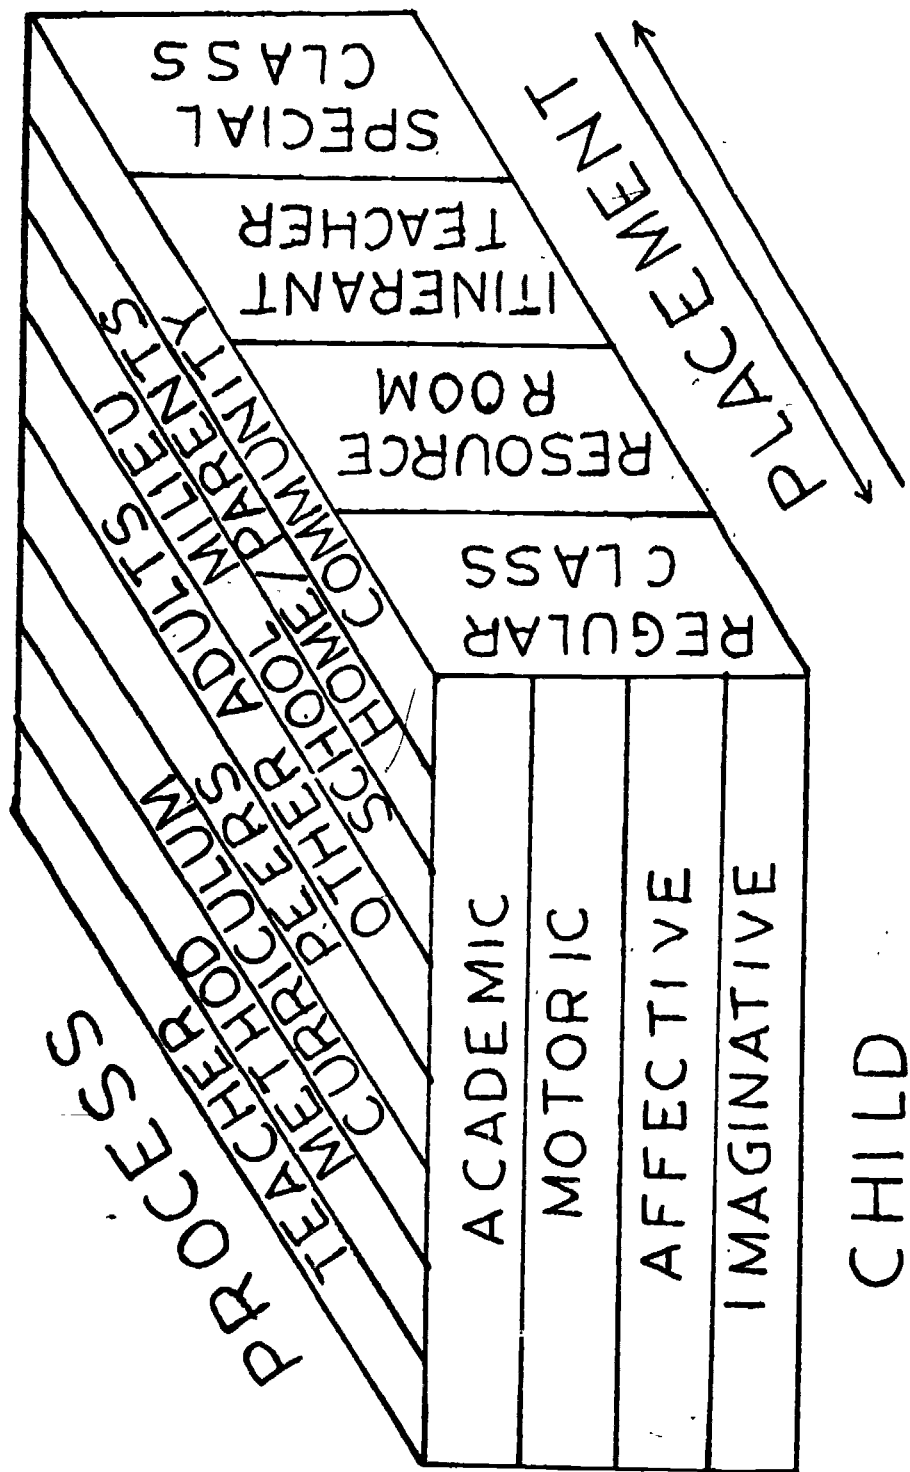 PROCESS
TEACHER
METHOD
CURRICULUM
PEERS
OTHER ADULTS
SCHOOL MILIEU
HOME/PARENTS
COMMUNITY
ACADEMIC
MOTORIC
AFFECTIVE
IMAGINATIVE
CHILD
REGULAR
CLASS
RESOURCE
ROOM
ITINERANT
TEACHER
SPECIAL
CLASS
PLACEMENT